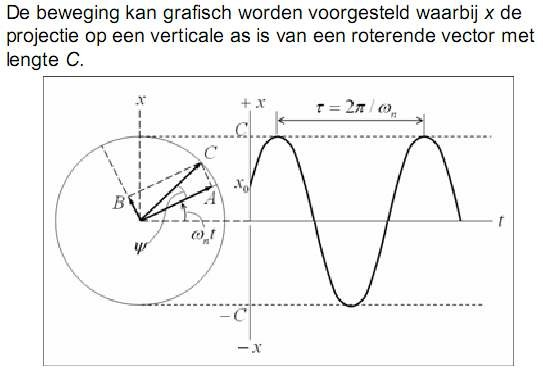 De beweging kan grafisch worden voorgesteld waarbij x de
projectie op een verticale as is van een roterende vector met
lengte C.
x
+ x
τ = 2π / ωn
C
C
x0
B
A
ωnt
ψ
t
– C
– x